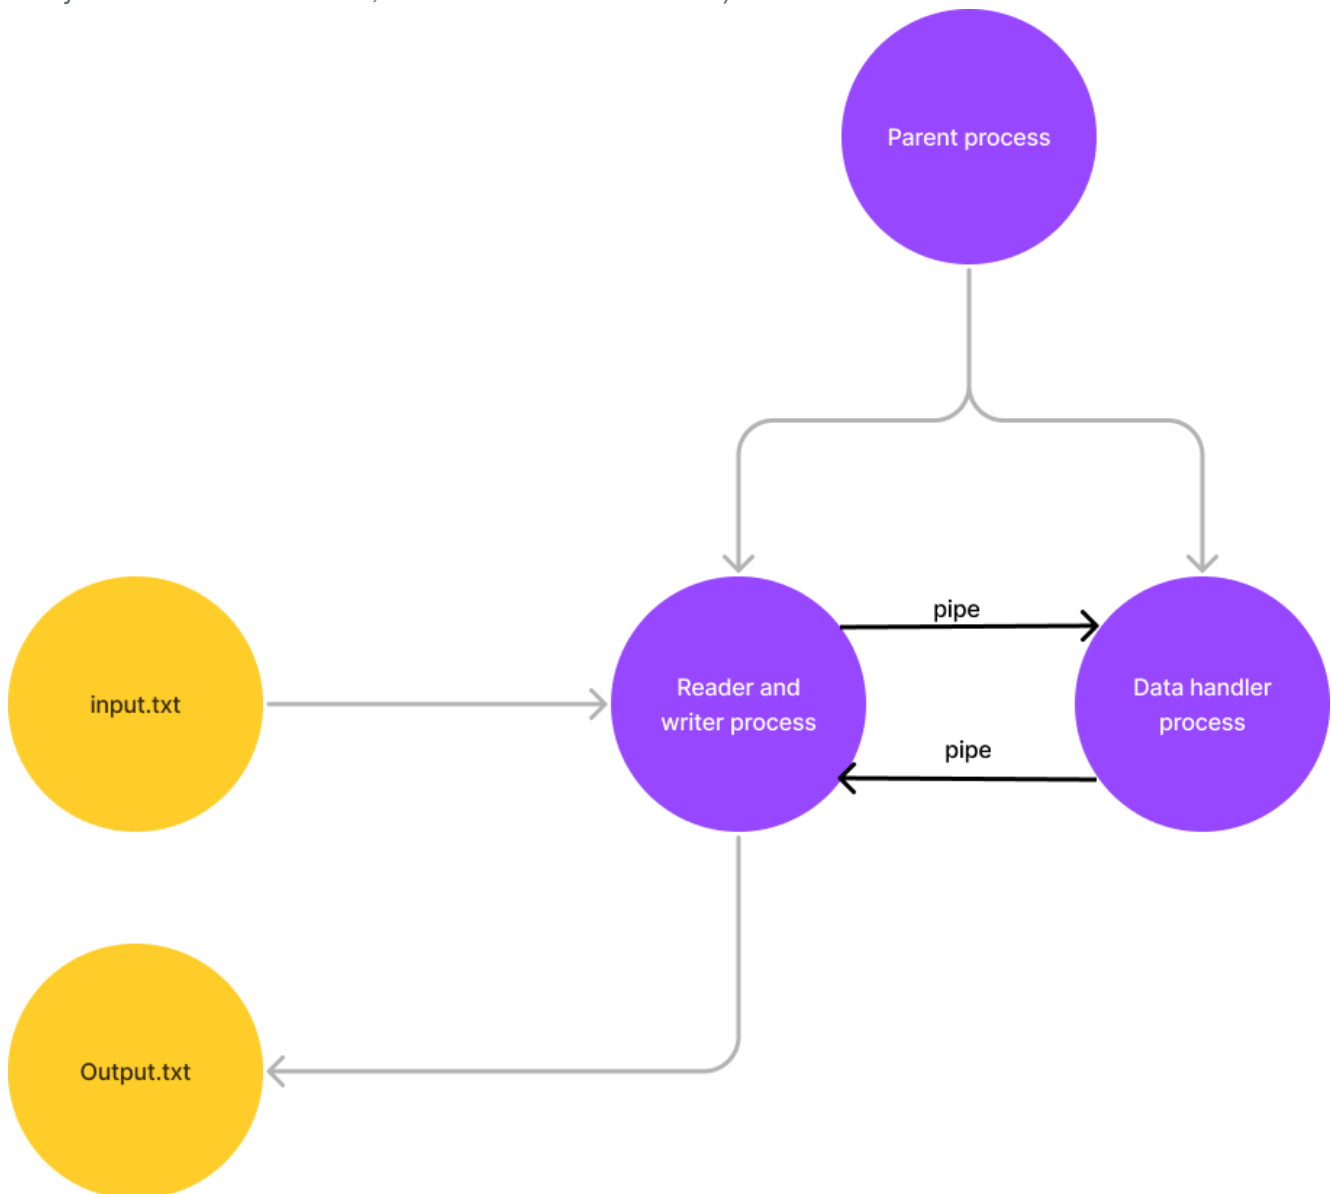 Parent process
pipe
Reader and
writer process
Data handler
process
input.txt
pipe
Output.txt